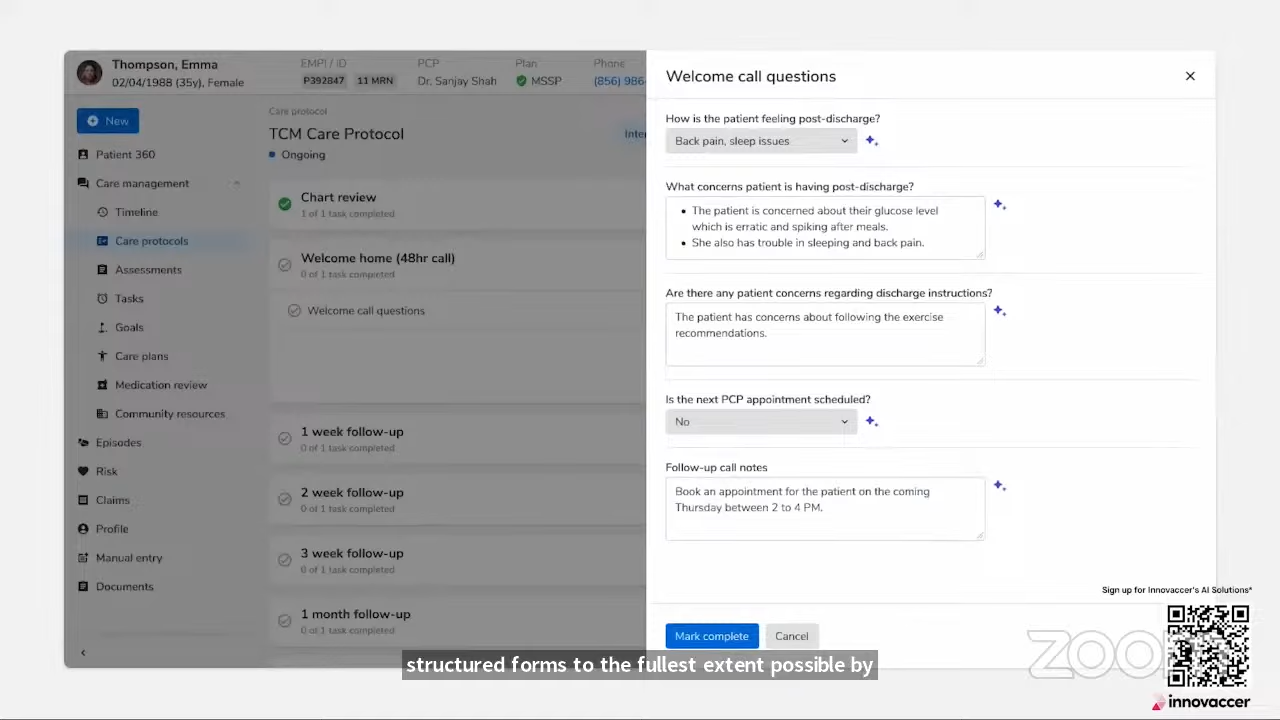 Thompson, Emma
02/04/1988 (35y), Female
EMPI / ID
P392847
11 MRN
PCP
Dr. Sanjay Shah
Plan
MSSP
Phone
(856) 986-
New
Patient 360
Care management
Timeline
Care protocols
Assessments
Tasks
Goals
Care plans
Medication review
Community resources
Episodes
Risk
Claims
Profile
Manual entry
Documents
Care protocol
TCM Care Protocol
Ongoing
Chart review
1 of 1 task completed
Welcome home (48hr call)
0 of 1 task completed
Welcome call questions
1 week follow-up
0 of 1 task completed
2 week follow-up
0 of 1 task completed
3 week follow-up
0 of 1 task completed
1 month follow-up
0 of 1 task completed
Welcome call questions
How is the patient feeling post-discharge?
Back pain, sleep issues
What concerns patient is having post-discharge?
• The patient is concerned about their glucose level
which is erratic and spiking after meals.
• She also has trouble in sleeping and back pain.
Are there any patient concerns regarding discharge instructions?
The patient has concerns about following the exercise
recommendations.
Is the next PCP appointment scheduled?
No
Follow-up call notes
Book an appointment for the patient on the coming
Thursday between 2 to 4 PM.
Mark complete
Cancel
Sign up for Innovaccer's AI Solutions*
innovaccer
structured forms to the fullest extent possible by